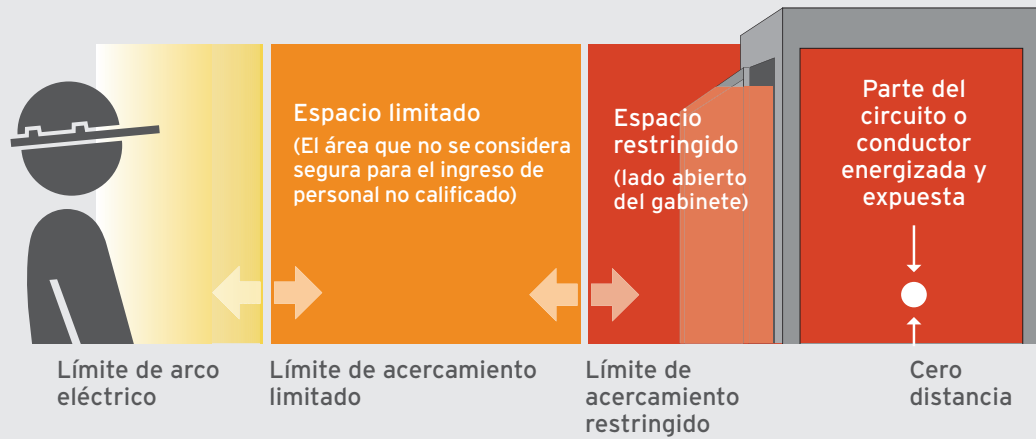 Espacio limitado
(El área que no se considera
segura para el ingreso de
personal no calificado)
Espacio
restringido
(lado abierto
del gabinete)
Parte del
circuito o
conductor
energizada y
expuesta
Límite de arco
eléctrico
Límite de acercamiento
limitado
Límite de
acercamiento
restringido
Cero
distancia